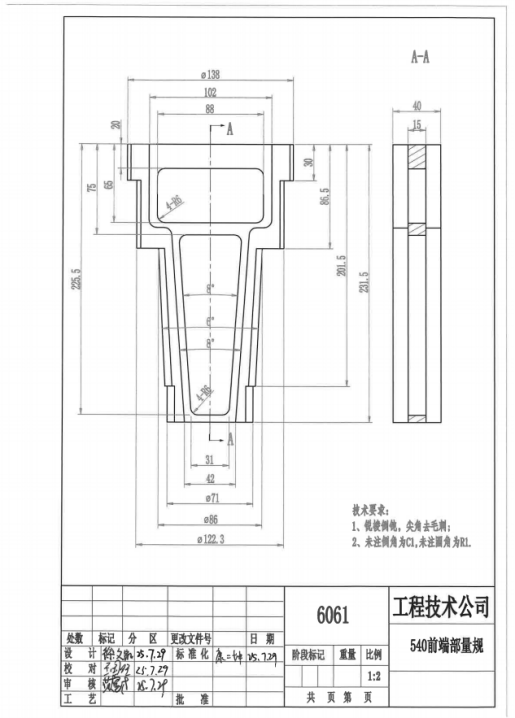 A-A
ø138
102
88
A
40
15
20
75
65
30
86.5
4-R6
225.5
201.5
231.5
8°
6°
8°
4-R6
A
31
42
ø71
ø86
ø122.3
技术要求:
1、锐棱倒钝，尖角去毛刺;
2、未注倒角为C1,未注圆角为R1.
6061
工程技术公司
540前端部量规
处数 标记 分 区 更改文件号 日 期
设 计 25.7.29 标 准 化 25.7.29
校 对 25.7.29
审 核 25.7.29
工 艺 批 准
阶段标记 重量 比例
1:2
共 页 第 页